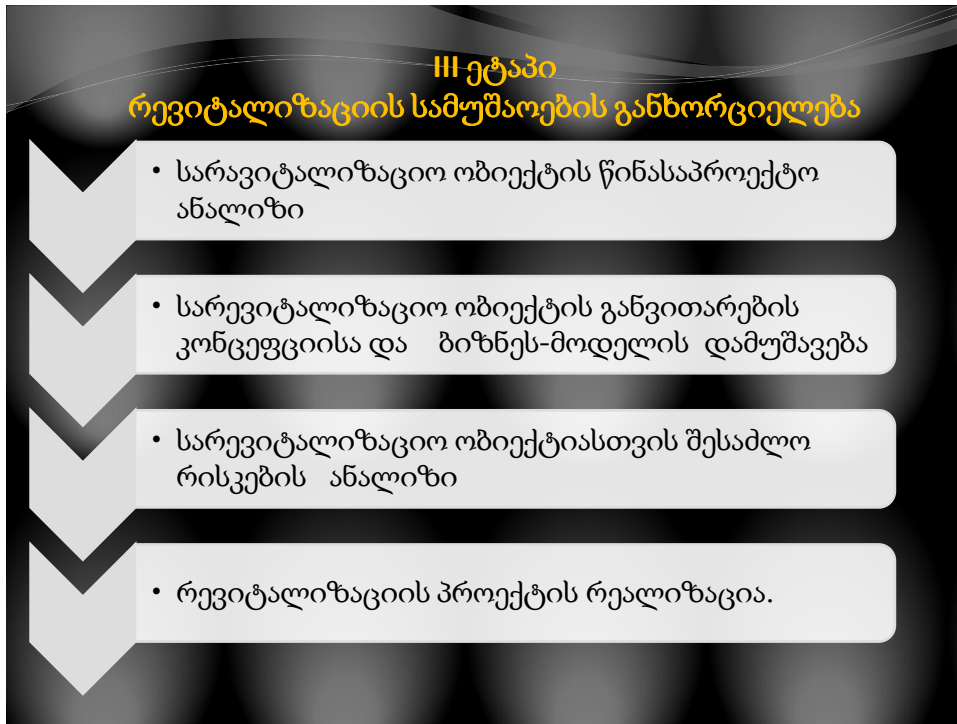 III ეტაპი
რევიტალიზაციის სამუშაოების განხორციელება
• სარავიტალიზაციო ობიექტის წინასაპროექტო
ანალიზი
• სარევიტალიზაციო ობიექტის განვითარების
კონცეფციისა და ბიზნეს-მოდელის დამუშავება
• სარევიტალიზაციო ობიექტიასთვის შესაძლო
რისკების ანალიზი
• რევიტალიზაციის პროექტის რეალიზაცია.